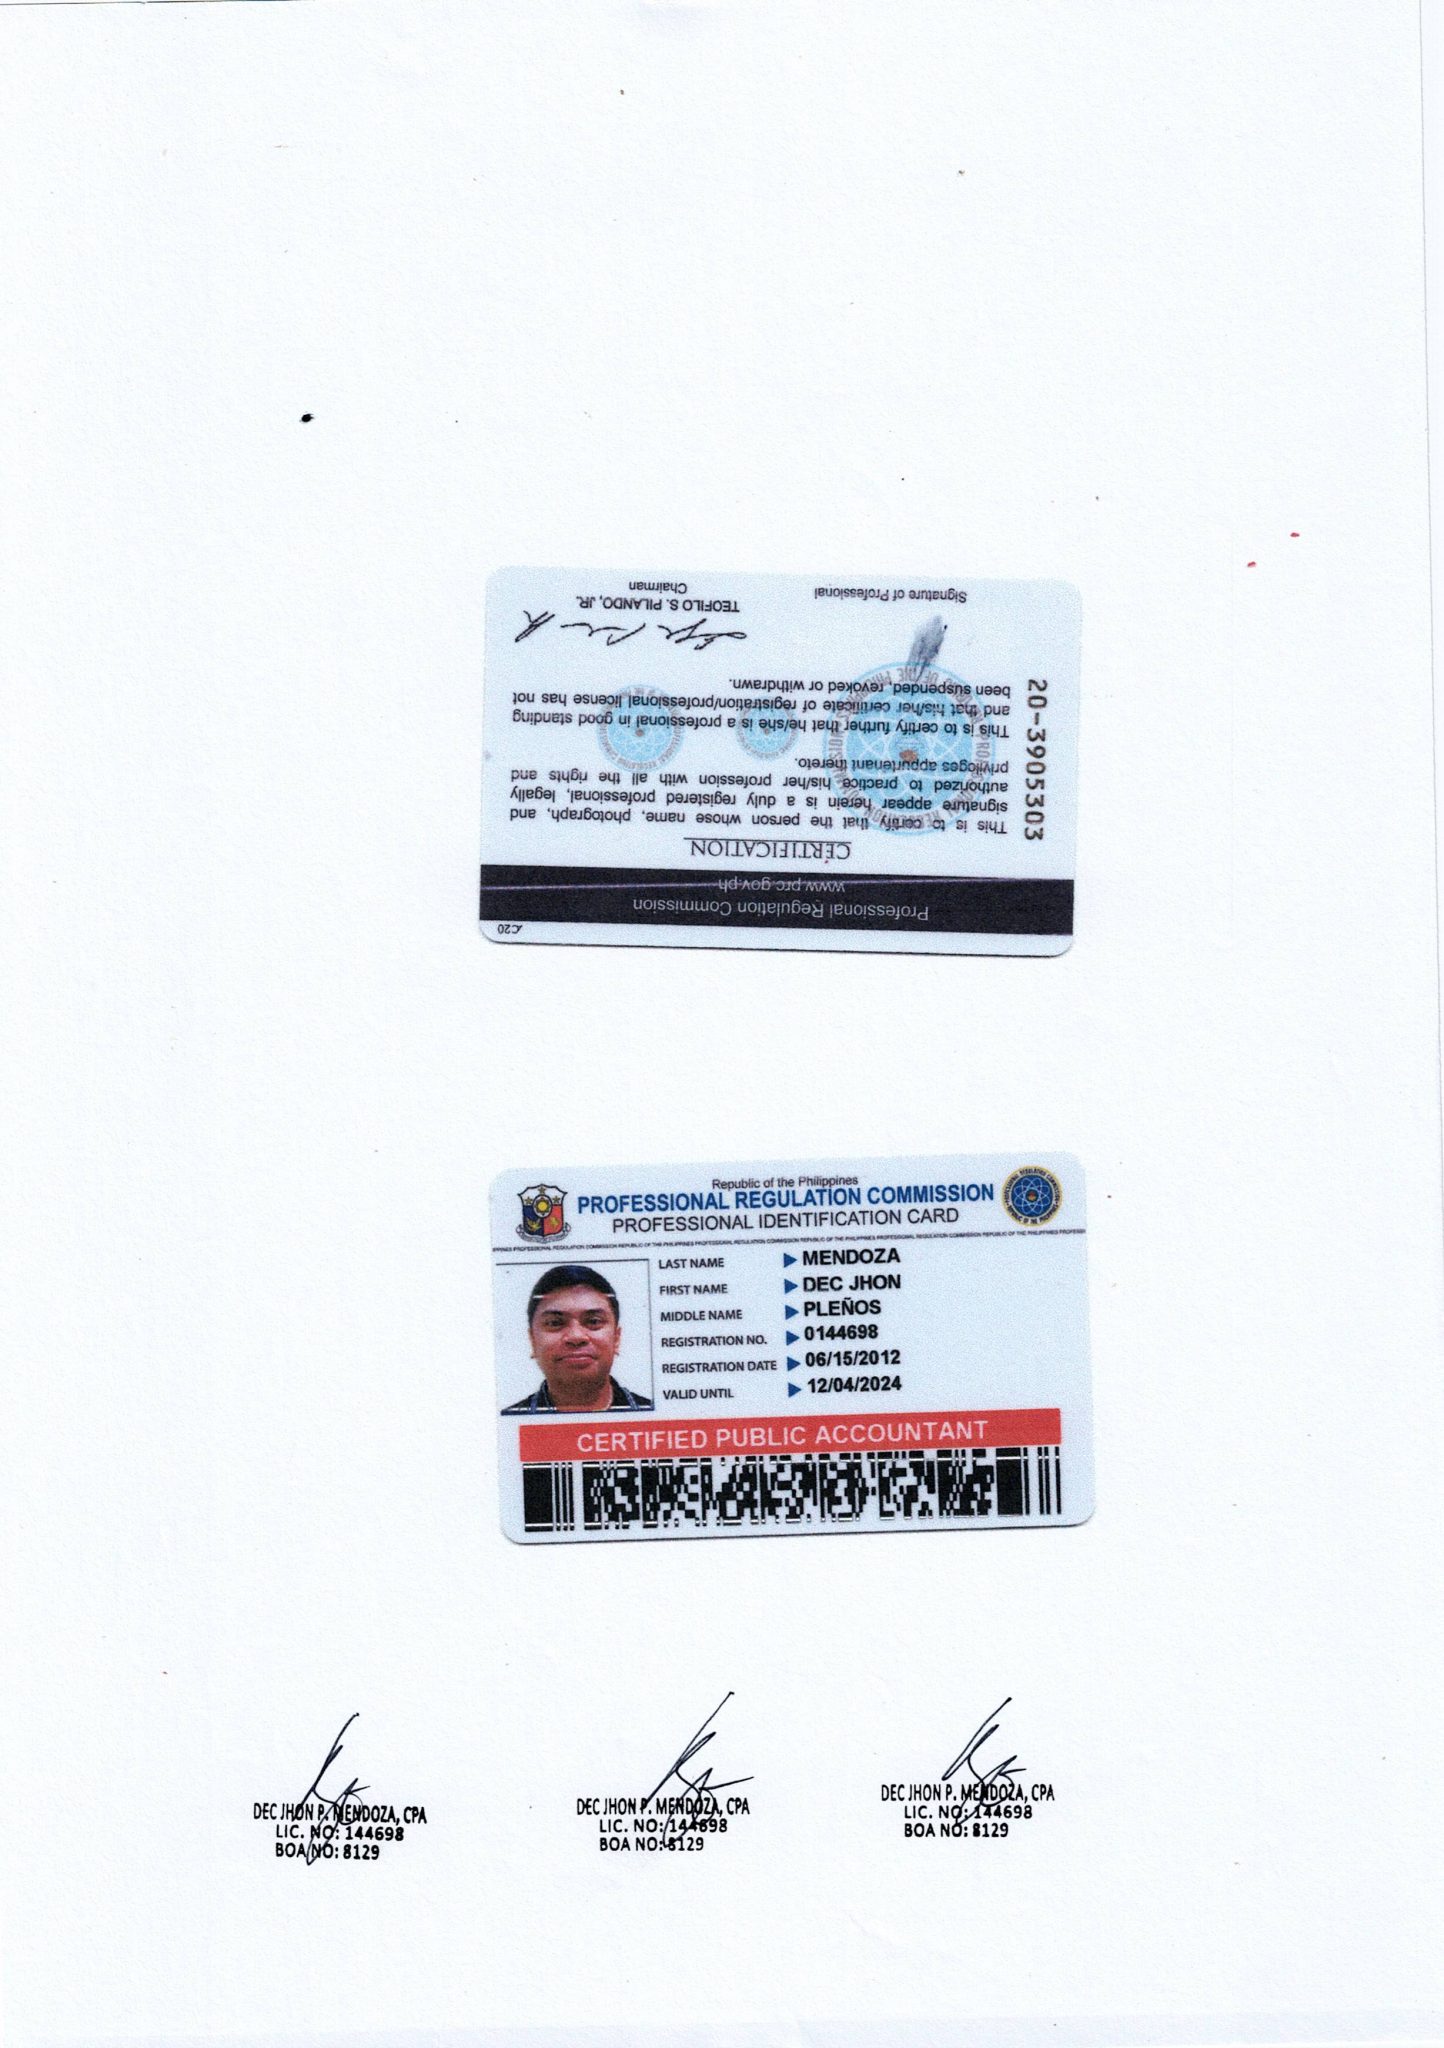 Signature of Professional
TEOFILO S. PILANDO, JR.
Chairman
20-3905303
This is to certify further that he/she is a professional in good standing
and that his/her certificate of registration/professional license has not
been suspended, revoked or withdrawn.
This is to certify that the person whose name, photograph, and
signature appear herein is a duly registered professional, legally
authorized to practice his/her profession with all the rights and
privileges appurtenant thereto.
CERTIFICATION
www.prc.gov.ph
Professional Regulation Commission
Republic of the Philippines
PROFESSIONAL REGULATION COMMISSION
PROFESSIONAL IDENTIFICATION CARD
LAST NAME MENDOZA
FIRST NAME DEC JHON
MIDDLE NAME PLEÑOS
REGISTRATION NO. 0144698
REGISTRATION DATE 06/15/2012
VALID UNTIL 12/04/2024
CERTIFIED PUBLIC ACCOUNTANT
DEC JHON P. MENDOZA, CPA
LIC. NO: 144698
BOA NO: 8129
DEC JHON P. MENDOZA, CPA
LIC. NO: 144698
BOA NO: 8129
DEC JHON P. MENDOZA, CPA
LIC. NO: 144698
BOA NO: 8129